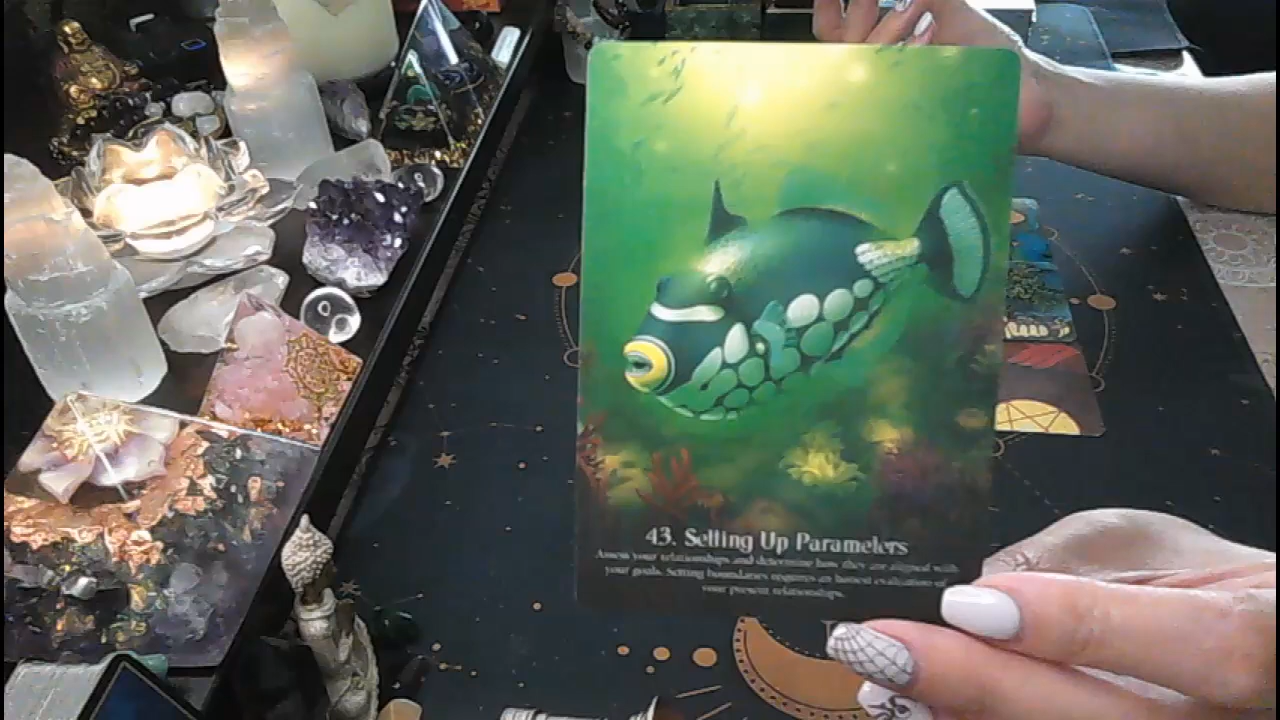 43. Setting Up Parameters
Assess your relationships and determine how they are aligned with
your goals. Setting boundaries requires an honest evaluation of
your present relationships.